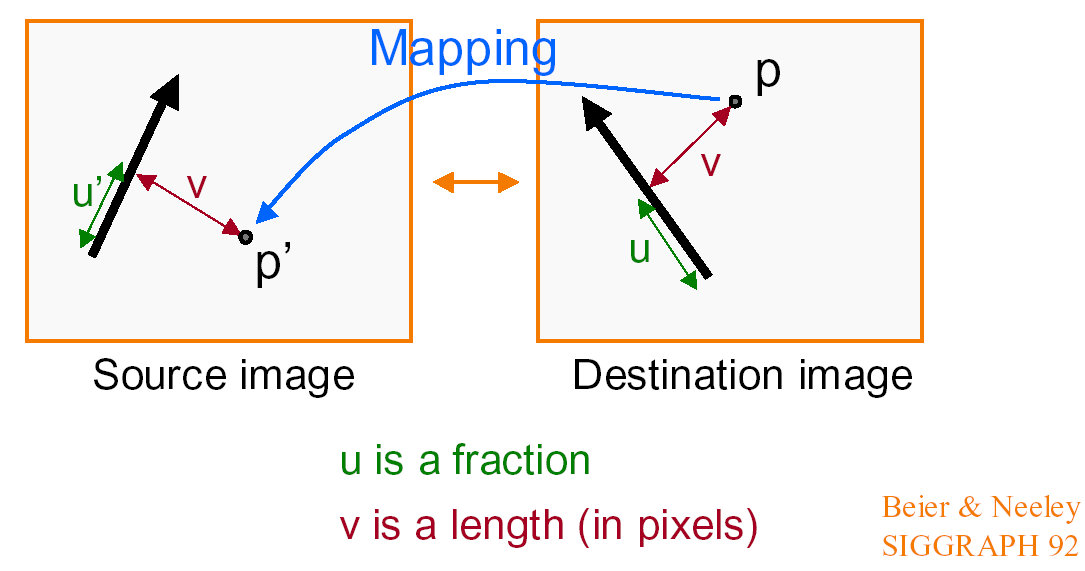 Mapping
p
v
u'
v
u
p’
Source image
Destination image
u is a fraction
v is a length (in pixels)
Beier & Neeley
SIGGRAPH 92